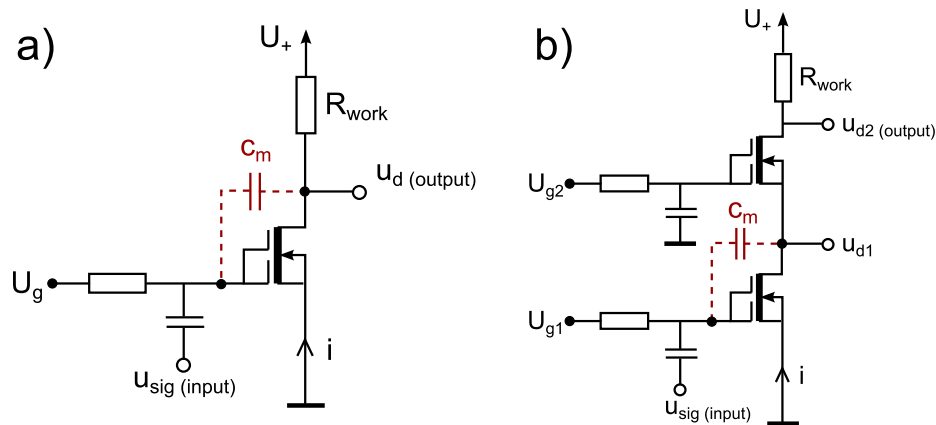 a)
U+
Rwork
cm
ud (output)
Ug
usig (input)
i
b)
U+
Rwork
ud2 (output)
Ug2
cm
ud1
Ug1
usig (input)
i